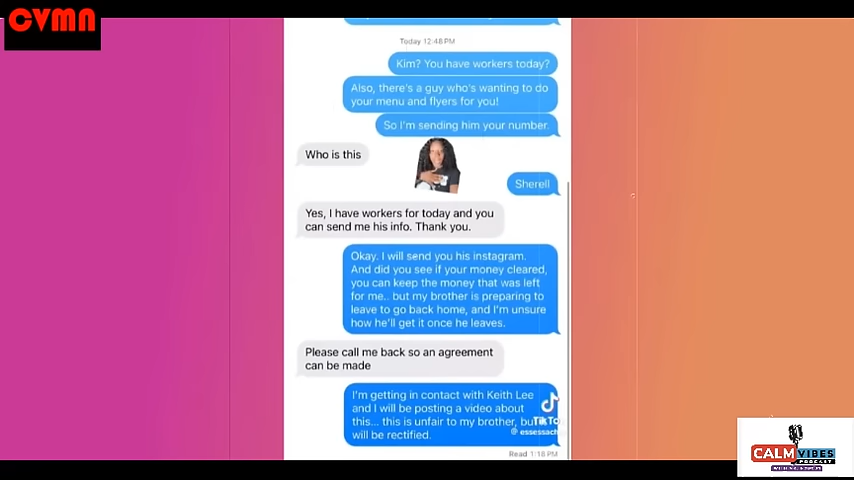 CVMN
Today 12:48 PM
Kim? You have workers today?
Also, there's a guy who's wanting to do
your menu and flyers for you!
So I'm sending him your number.
Who is this
Sherell
Yes, I have workers for today and you
can send me his info. Thank you.
Okay. I will send you his instagram.
And did you see if your money cleared,
you can keep the money that was left
for me.. but my brother is preparing to
leave to go back home, and I'm unsure
how he'll get it once he leaves.
Please call me back so an agreement
can be made
I'm getting in contact with Keith Lee
and I will be posting a video about
this... this is unfair to my brother, but
will be rectified.
TikTo
@essessach
Read 1:18 PM
CALM VIBES
PODCAST